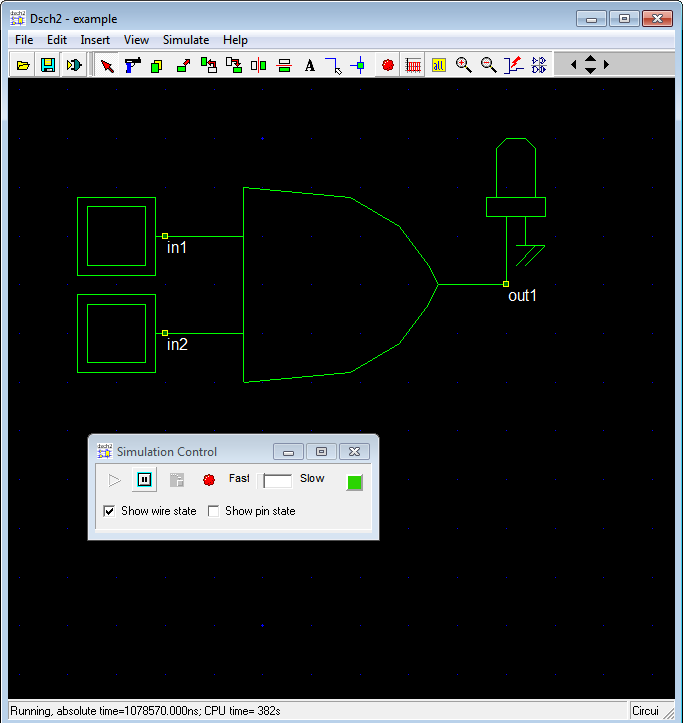 Dsch2 - example
File Edit Insert View Simulate Help
A
all
in1
in2
out1
Simulation Control
Fast Slow
Show wire state Show pin state
Running, absolute time=1078570.000ns; CPU time= 382s Circui